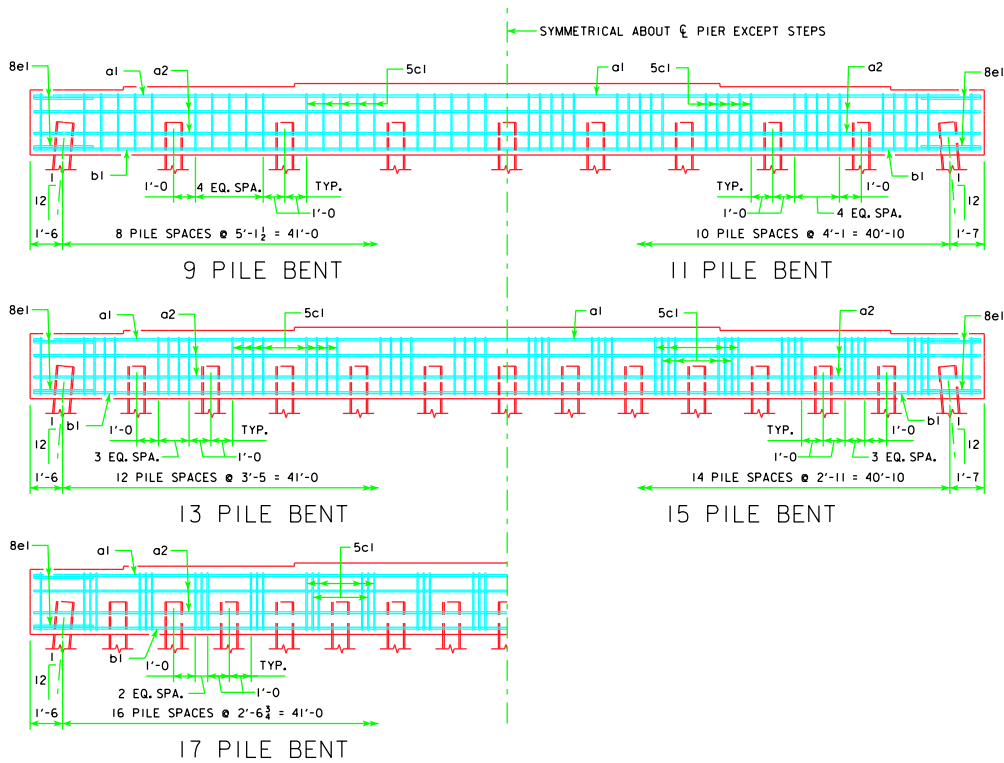 SYMMETRICAL ABOUT ℄ PIER EXCEPT STEPS
8e1 a1 a2 5c1 a1 5c1 a2 8e1
b1 b1
1 12 1'-0 4 EQ. SPA. TYP. TYP. 1'-0 1 12
1'-0 1'-0 4 EQ. SPA.
1'-6 8 PILE SPACES @ 5'-1 1/2 = 41'-0 10 PILE SPACES @ 4'-1 = 40'-10 1'-7
9 PILE BENT 11 PILE BENT
8e1 a1 a2 5c1 a1 5c1 a2 8e1
b1 b1
1 12 1'-0 TYP. TYP. 1'-0 1 12
3 EQ. SPA. 1'-0 1'-0 3 EQ. SPA.
1'-6 12 PILE SPACES @ 3'-5 = 41'-0 14 PILE SPACES @ 2'-11 = 40'-10 1'-7
13 PILE BENT 15 PILE BENT
8e1 a1 a2 5c1
b1
1 12 1'-0 TYP.
2 EQ. SPA. 1'-0
1'-6 16 PILE SPACES @ 2'-6 3/4 = 41'-0
17 PILE BENT